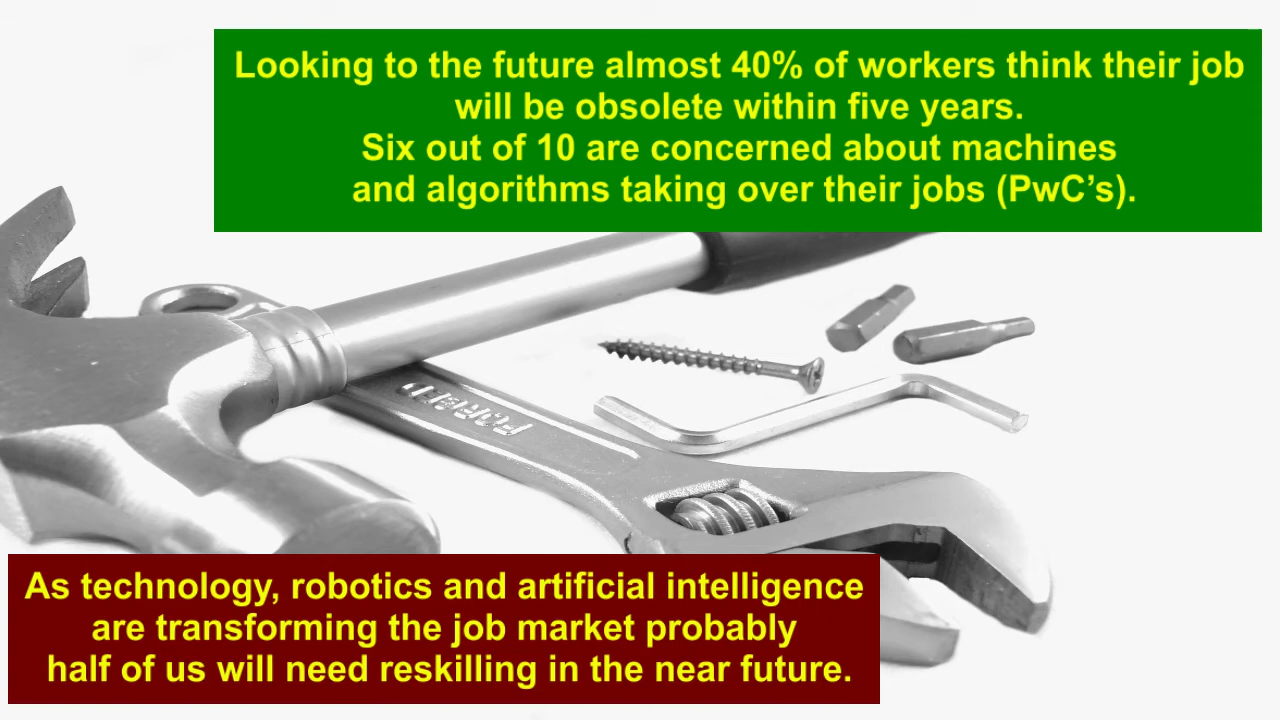 Looking to the future almost 40% of workers think their job
will be obsolete within five years.
Six out of 10 are concerned about machines
and algorithms taking over their jobs (PwC’s).
FORGED
As technology, robotics and artificial intelligence
are transforming the job market probably
half of us will need reskilling in the near future.